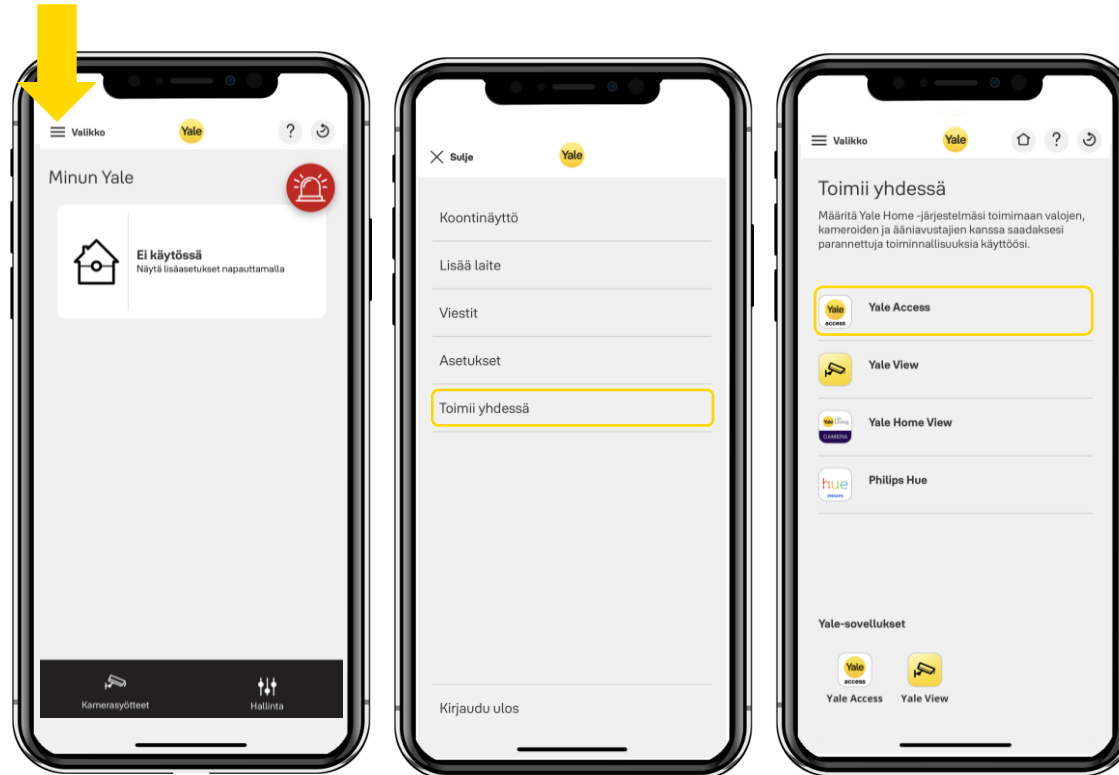 Valikko
Yale
?
Minun Yale
Ei käytössä
Näytä lisäasetukset napauttamalla
Kamerasyötteet
Hallinta
Sulje
Yale
Koontinäyttö
Lisää laite
Viestit
Asetukset
Toimii yhdessä
Kirjaudu ulos
Valikko
Yale
?
Toimii yhdessä
Määritä Yale Home -järjestelmäsi toimimaan valojen,
kameroiden ja ääniavustajien kanssa saadaksesi
parannettuja toiminnallisuuksia käyttöösi.
Yale
access
Yale Access
Yale View
Yale
Living
CAMERA
Yale Home View
hue
PHILIPS
Philips Hue
Yale-sovellukset
Yale
access
Yale Access
Yale View